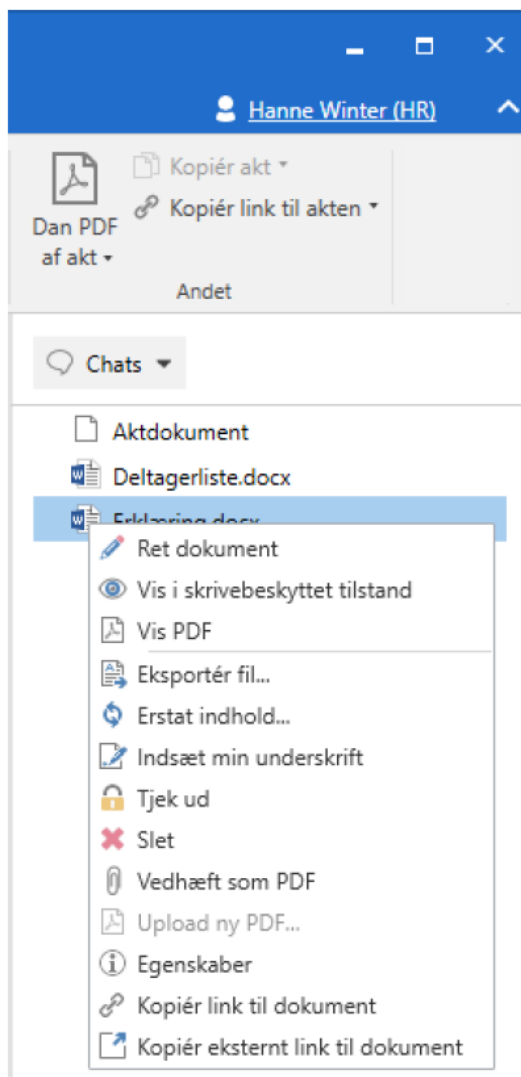 Hanne Winter (HR)
Kopiér akt
Kopiér link til akten
Dan PDF
af akt
Andet
Chats
Aktdokument
Deltagerliste.docx
Erklæring.docx
Ret dokument
Vis i skrivebeskyttet tilstand
Vis PDF
Eksportér fil...
Erstat indhold...
Indsæt min underskrift
Tjek ud
Slet
Vedhæft som PDF
Upload ny PDF...
Egenskaber
Kopiér link til dokument
Kopiér eksternt link til dokument